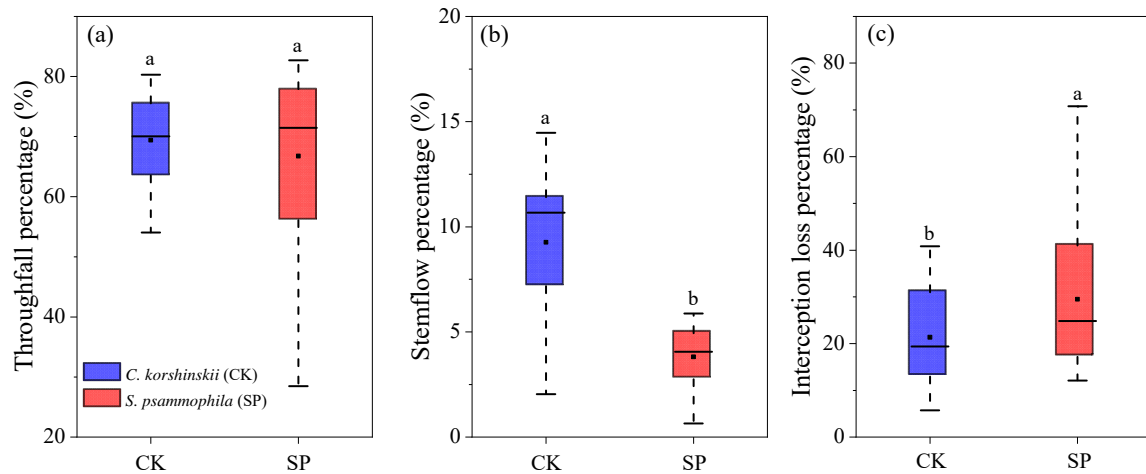 (a)
Throughfall percentage (%)
80
60
40
20
a
a
C. korshinskii (CK)
S. psammophila (SP)
CK
SP
(b)
Stemflow percentage (%)
20
15
10
5
0
a
b
CK
SP
(c)
Interception loss percentage (%)
80
60
40
20
0
b
a
CK
SP